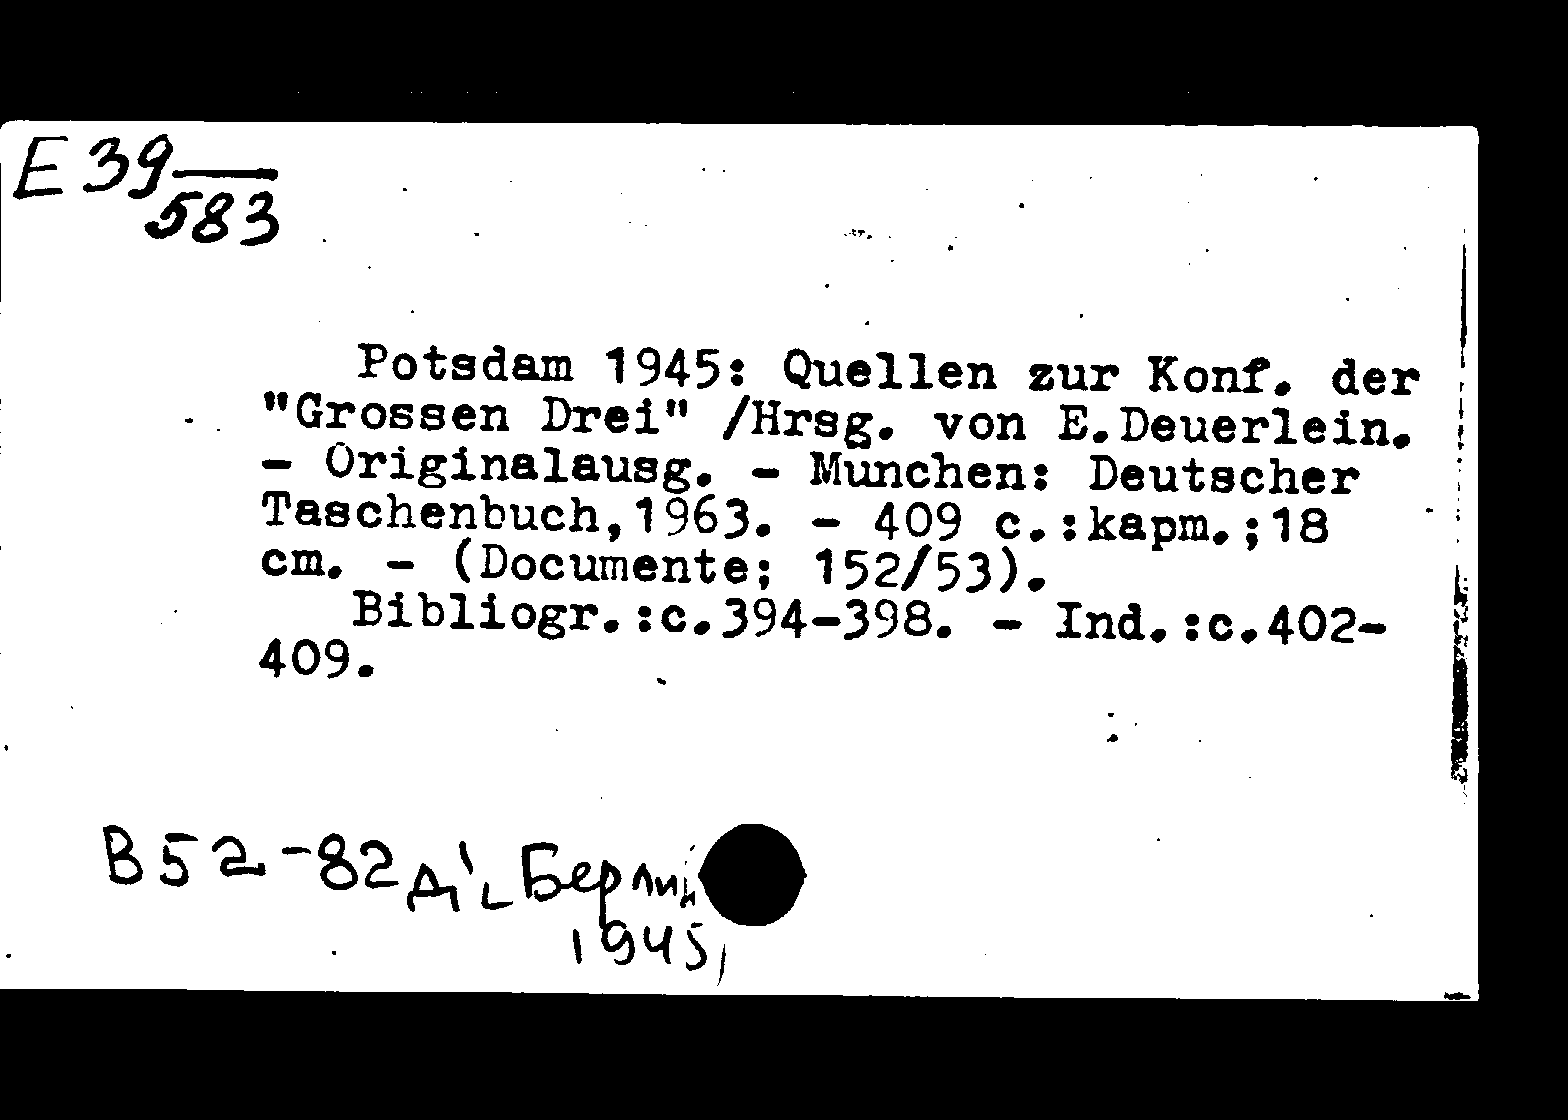 E 39
583
Potsdam 1945: Quellen zur Konf. der
"Grossen Drei" /Hrsg. von E.Deuerlein.
– Originalausg. – Munchen: Deutscher
Taschenbuch,1963. – 409 c.:kapm.;18
cm. – (Documente; 152/53).
Bibliogr.:c.394–398. – Ind.:c.402–
409.
В 52-82
1945,